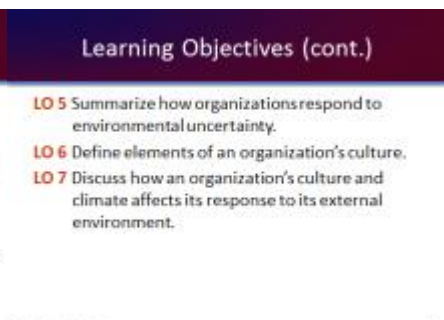 Learning Objectives (cont.)
LO 5 Summarize how organizations respond to
environmental uncertainty.
LO 6 Define elements of an organization's culture.
LO 7 Discuss how an organization's culture and
climate affects its response to its external
environment.